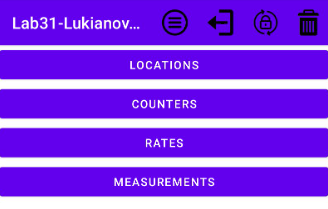 Lab31-Lukianov...
LOCATIONS
COUNTERS
RATES
MEASUREMENTS